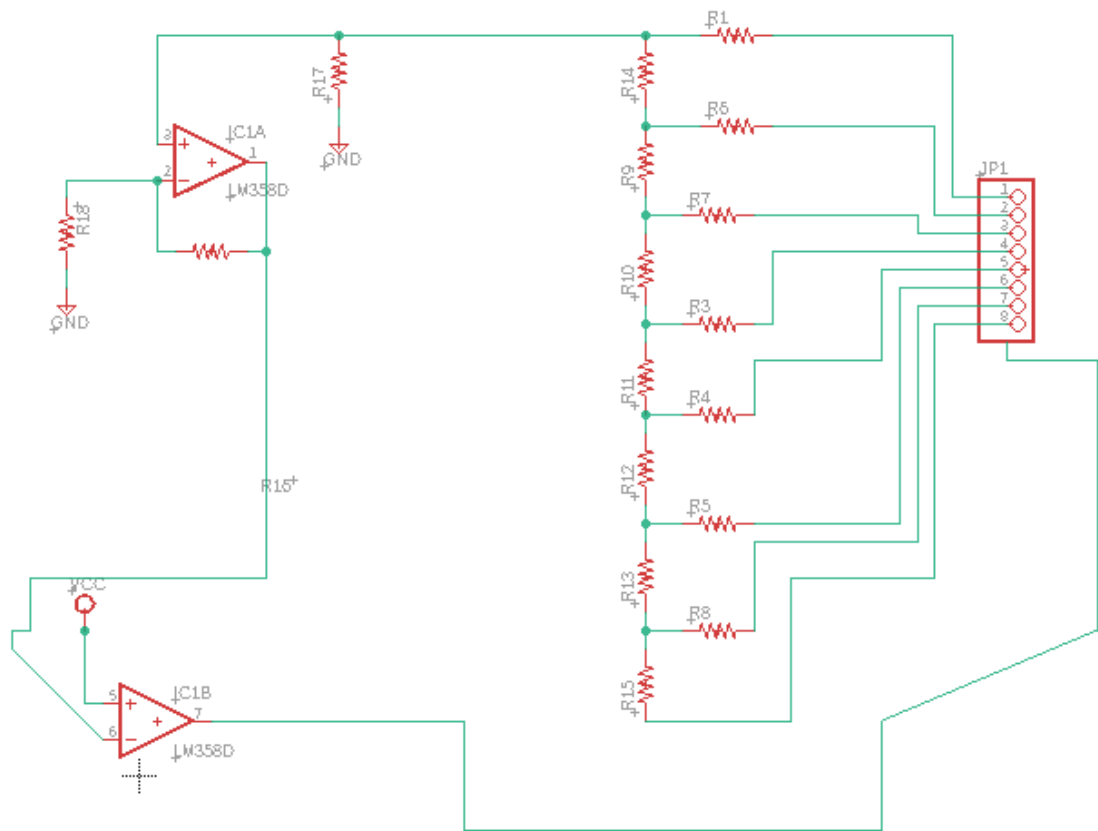 R1
R17
R14
IC1A
3
1
2
LM358D
GND
R6
R9
JP1
R7
R18
R10
1
2
3
4
5
6
7
8
GND
R3
R11
R4
R16
R12
R5
VCC
R13
R8
IC1B
5
7
6
LM358D
R15